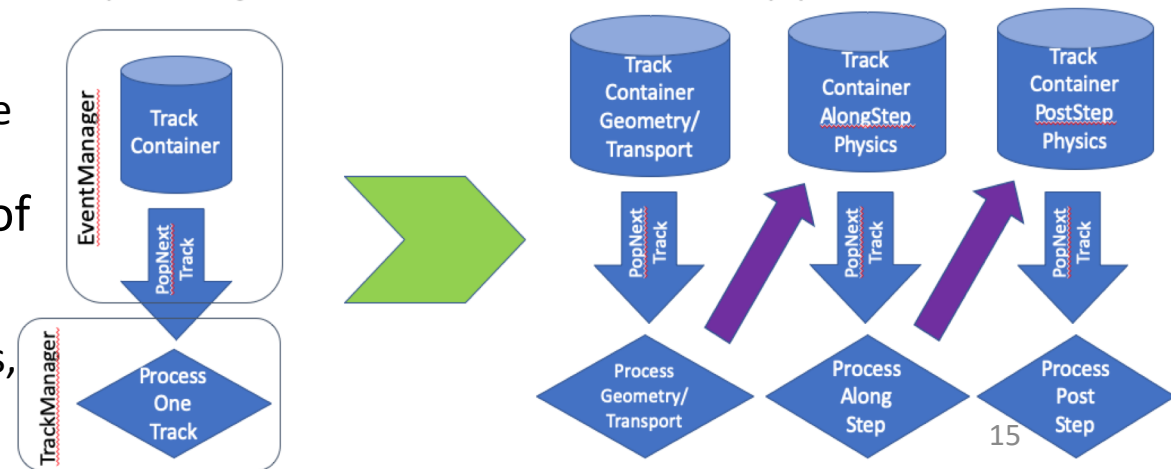 e
of
s,
EventManager
Track
Container
PopNext
Track
TrackManager
Process
One
Track
Track
Container
Geometry/
Transport
PopNext
Track
Process
Geometry/
Transport
Track
Container
AlongStep
Physics
PopNext
Track
Process
Along
Step
Track
Container
PostStep
Physics
PopNext
Track
Process
Post
Step
15